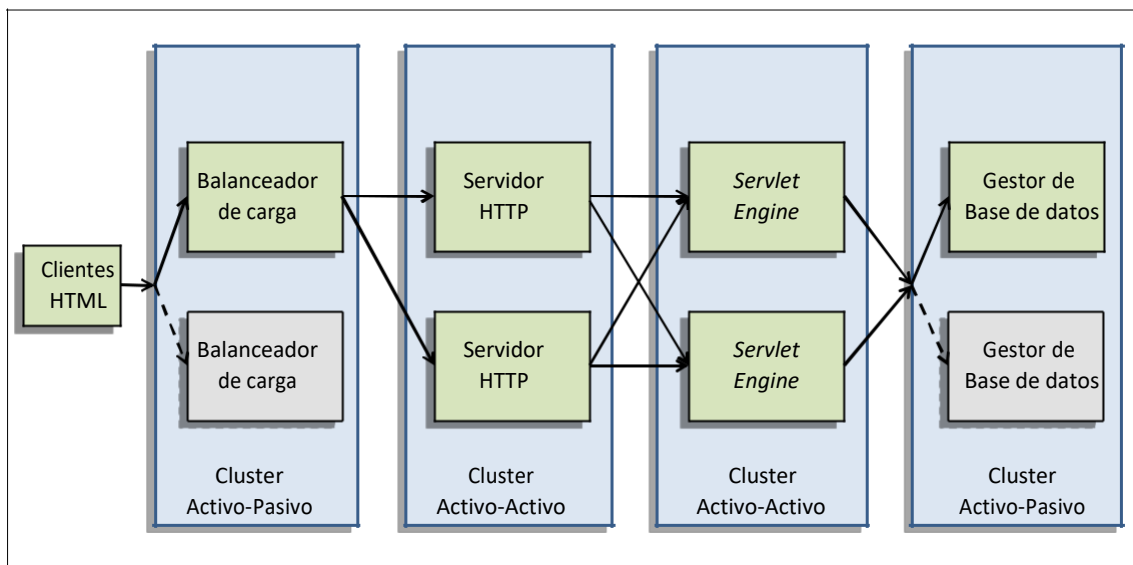 Clientes
HTML
Balanceador
de carga
Balanceador
de carga
Cluster
Activo-Pasivo
Servidor
HTTP
Servidor
HTTP
Cluster
Activo-Activo
Servlet
Engine
Servlet
Engine
Cluster
Activo-Activo
Gestor de
Base de datos
Gestor de
Base de datos
Cluster
Activo-Pasivo